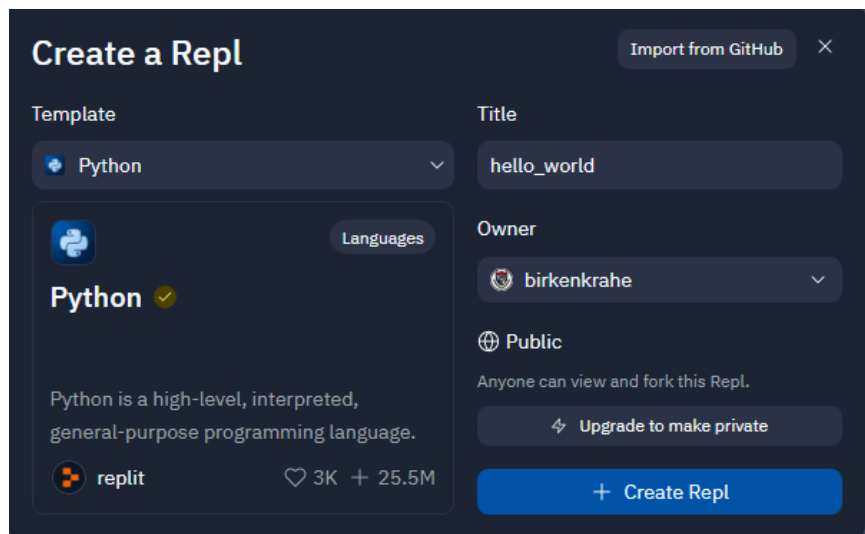 Create a Repl
Import from GitHub
Template
Python
Languages
Python
Python is a high-level, interpreted,
general-purpose programming language.
replit
3K
25.5M
Title
hello_world
Owner
birkenkrahe
Public
Anyone can view and fork this Repl.
Upgrade to make private
+ Create Repl